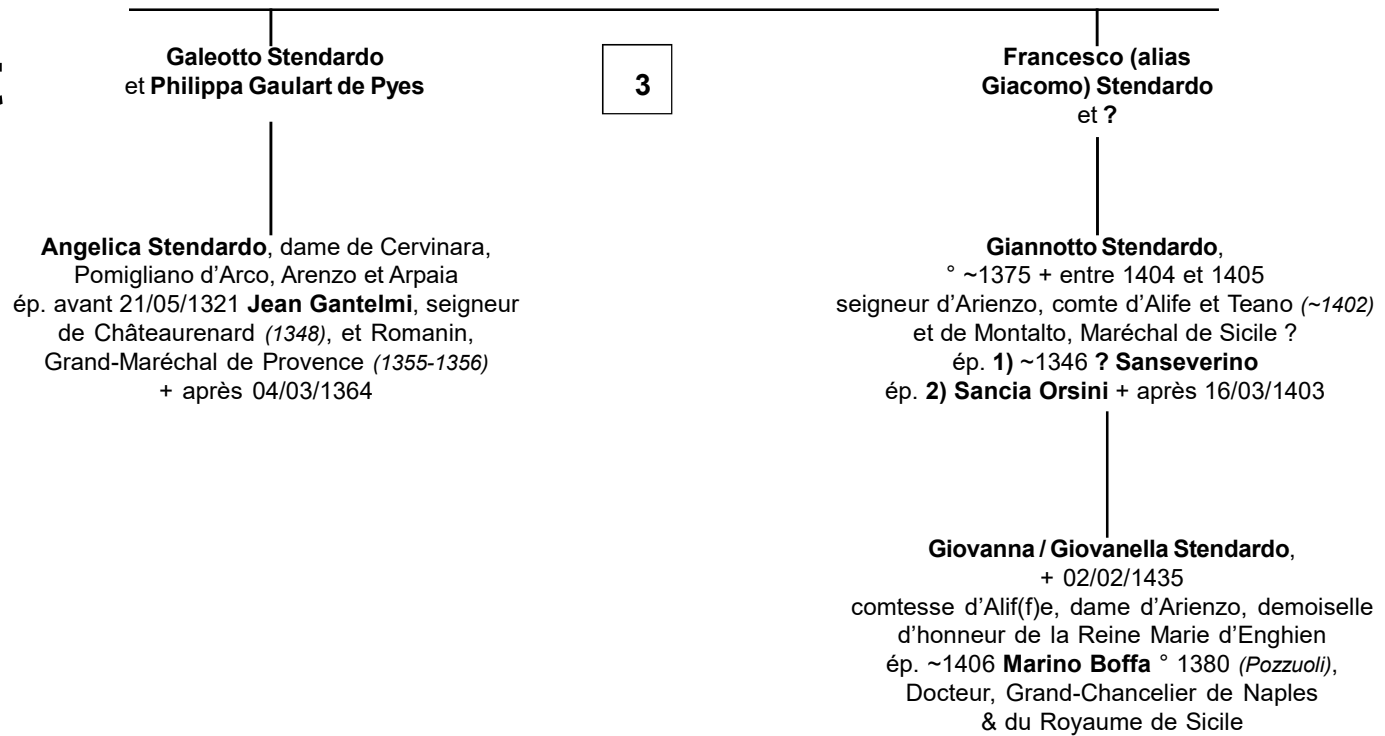 Galeotto Stendardo
et Philippa Gaulart de Pyes
Angelica Stendardo, dame de Cervinara,
Pomigliano d'Arco, Arenzo et Arpaia
ép. avant 21/05/1321 Jean Gantelmi, seigneur
de Châteaurenard (1348), et Romanin,
Grand-Maréchal de Provence (1355-1356)
+ après 04/03/1364
3
Francesco (alias
Giacomo) Stendardo
et ?
Giannotto Stendardo,
° ~1375 + entre 1404 et 1405
seigneur d'Arienzo, comte d'Alife et Teano (~1402)
et de Montalto, Maréchal de Sicile ?
ép. 1) ~1346 ? Sanseverino
ép. 2) Sancia Orsini + après 16/03/1403
Giovanna / Giovanella Stendardo,
+ 02/02/1435
comtesse d'Alif(f)e, dame d'Arienzo, demoiselle
d'honneur de la Reine Marie d'Enghien
ép. ~1406 Marino Boffa ° 1380 (Pozzuoli),
Docteur, Grand-Chancelier de Naples
& du Royaume de Sicile